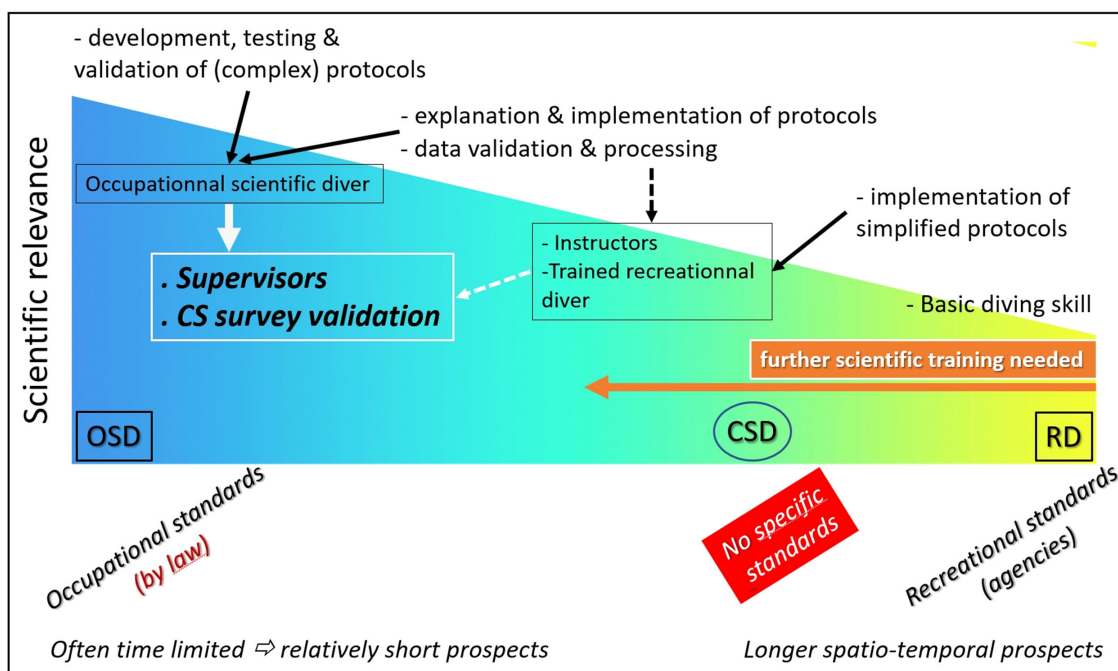 - development, testing &
validation of (complex) protocols
- explanation & implementation of protocols
- data validation & processing
Occupationnal scientific diver
- implementation of
simplified protocols
- Instructors
-Trained recreationnal
diver
. Supervisors
. CS survey validation
- Basic diving skill
further scientific training needed
Scientific relevance
OSD
CSD
RD
Occupational standards
(by law)
No specific
standards
Recreational standards
(agencies)
Often time limited ⇨ relatively short prospects
Longer spatio-temporal prospects